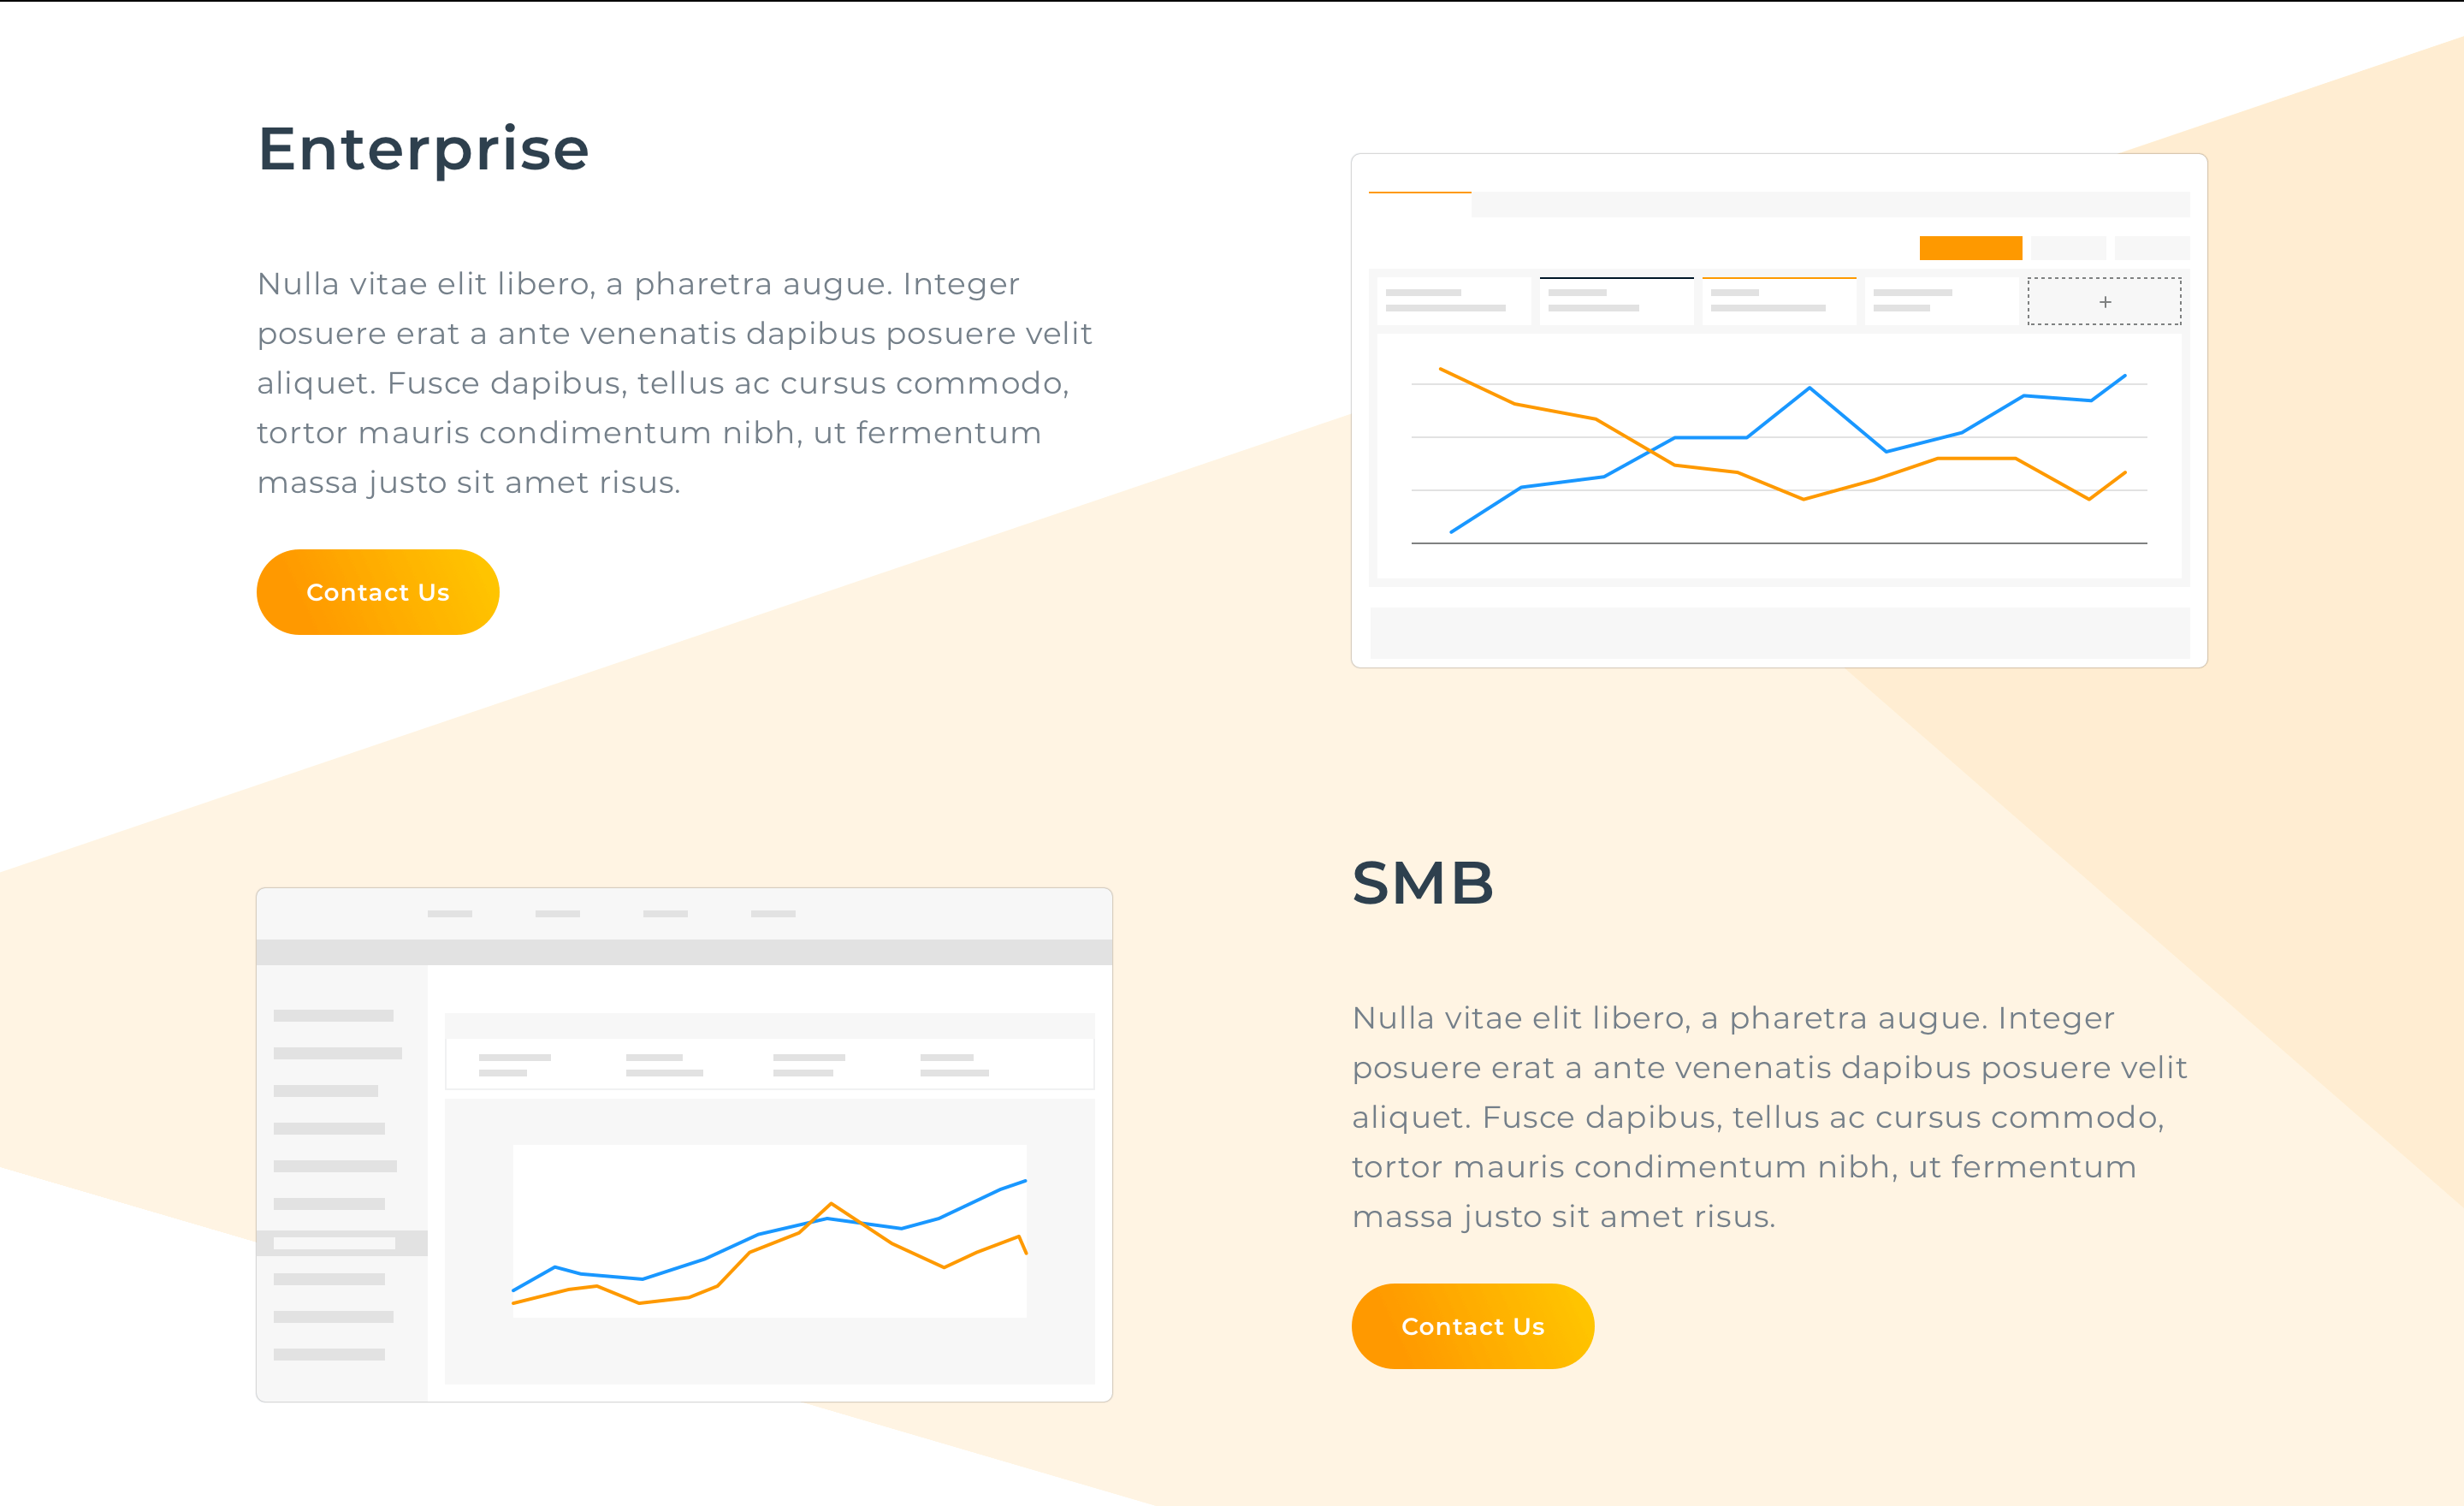 Enterprise
Nulla vitae elit libero, a pharetra augue. Integer
posuere erat a ante venenatis dapibus posuere velit
aliquet. Fusce dapibus, tellus ac cursus commodo,
tortor mauris condimentum nibh, ut fermentum
massa justo sit amet risus.
Contact Us
+
SMB
Nulla vitae elit libero, a pharetra augue. Integer
posuere erat a ante venenatis dapibus posuere velit
aliquet. Fusce dapibus, tellus ac cursus commodo,
tortor mauris condimentum nibh, ut fermentum
massa justo sit amet risus.
Contact Us